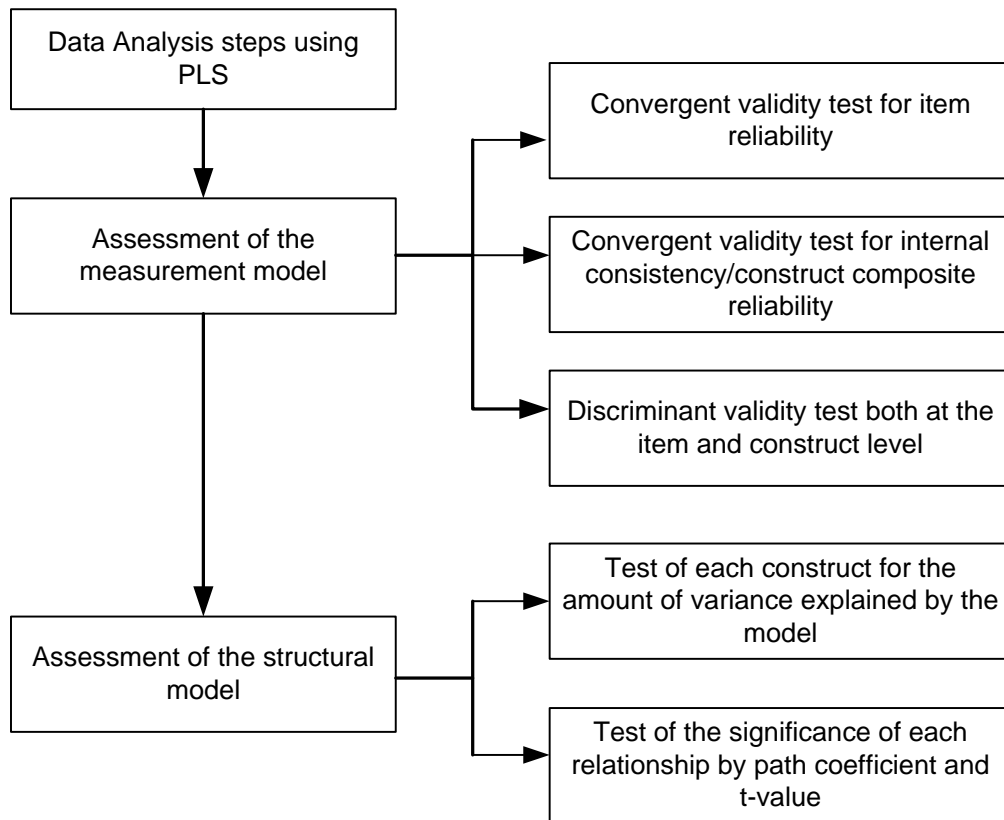 Data Analysis steps using
PLS
Convergent validity test for item
reliability
Assessment of the
measurement model
Convergent validity test for internal
consistency/construct composite
reliability
Discriminant validity test both at the
item and construct level
Test of each construct for the
amount of variance explained by the
model
Assessment of the structural
model
Test of the significance of each
relationship by path coefficient and
t-value